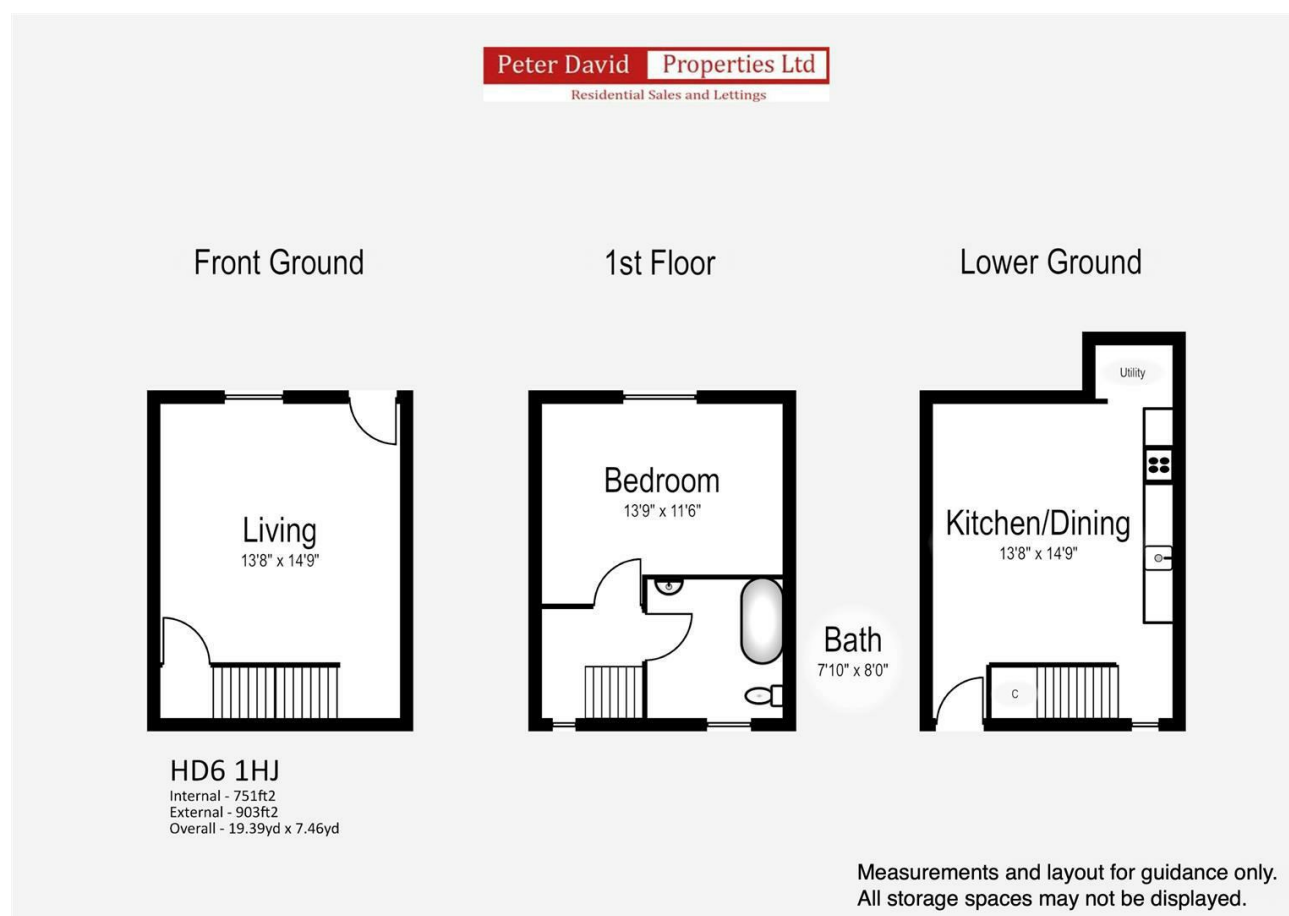 Peter David Properties Ltd
Residential Sales and Lettings
Front Ground
1st Floor
Lower Ground
Living
13'8" x 14'9"
Bedroom
13'9" x 11'6"
Bath
7'10" x 8'0"
Utility
Kitchen/Dining
13'8" x 14'9"
C
HD6 1HJ
Internal - 751ft2
External - 903ft2
Overall - 19.39yd x 7.46yd
Measurements and layout for guidance only.
All storage spaces may not be displayed.